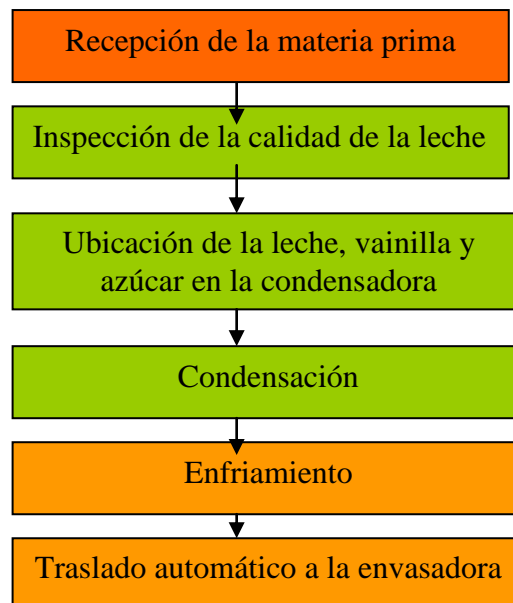 Recepción de la materia prima
Inspección de la calidad de la leche
Ubicación de la leche, vainilla y
azúcar en la condensadora
Condensación
Enfriamiento
Traslado automático a la envasadora